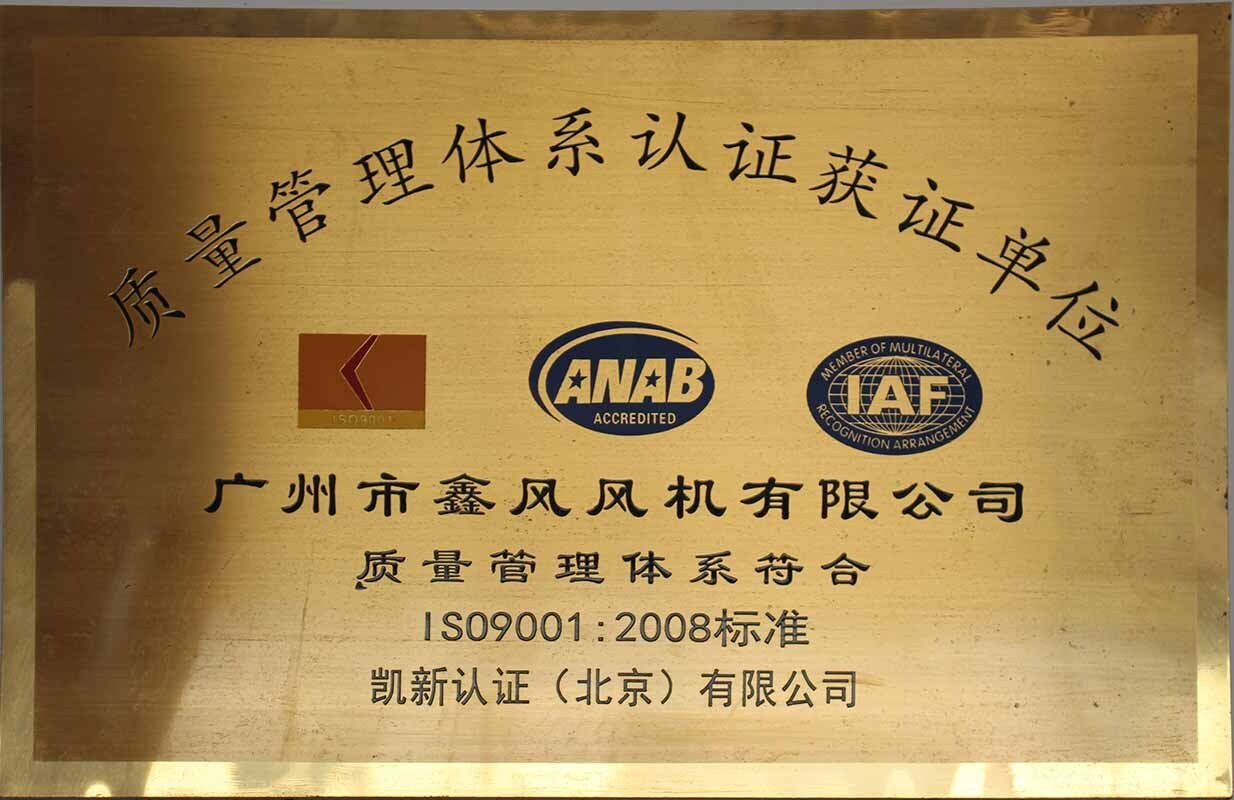 质量管理体系认证获证单位
ISO9001
ANAB
ACCREDITED
MEMBER OF MULTILATERAL
IAF
RECOGNITION ARRANGEMENT
广州市鑫风风机有限公司
质量管理体系符合
ISO9001:2008标准
凯新认证（北京）有限公司